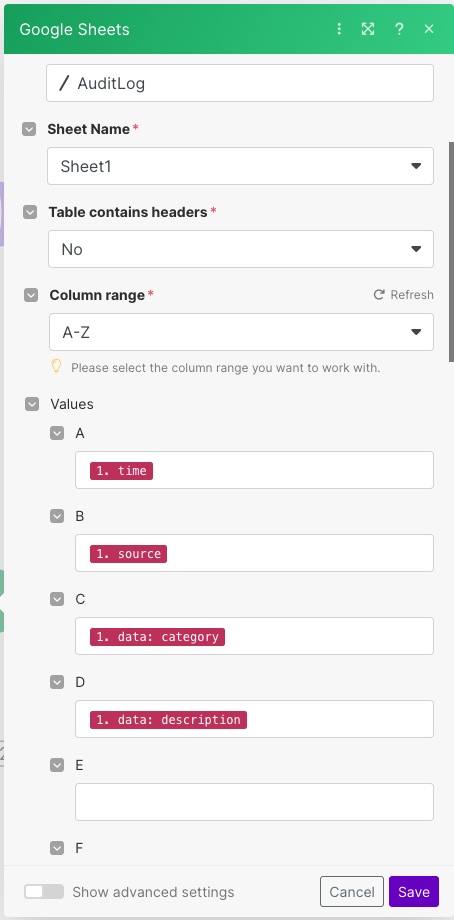 Google Sheets
/ AuditLog
Sheet Name*
Sheet1
Table contains headers*
No
Column range* Refresh
A-Z
Please select the column range you want to work with.
Values
A
1. time
B
1. source
C
1. data: category
D
1. data: description
E
F
Show advanced settings Cancel Save